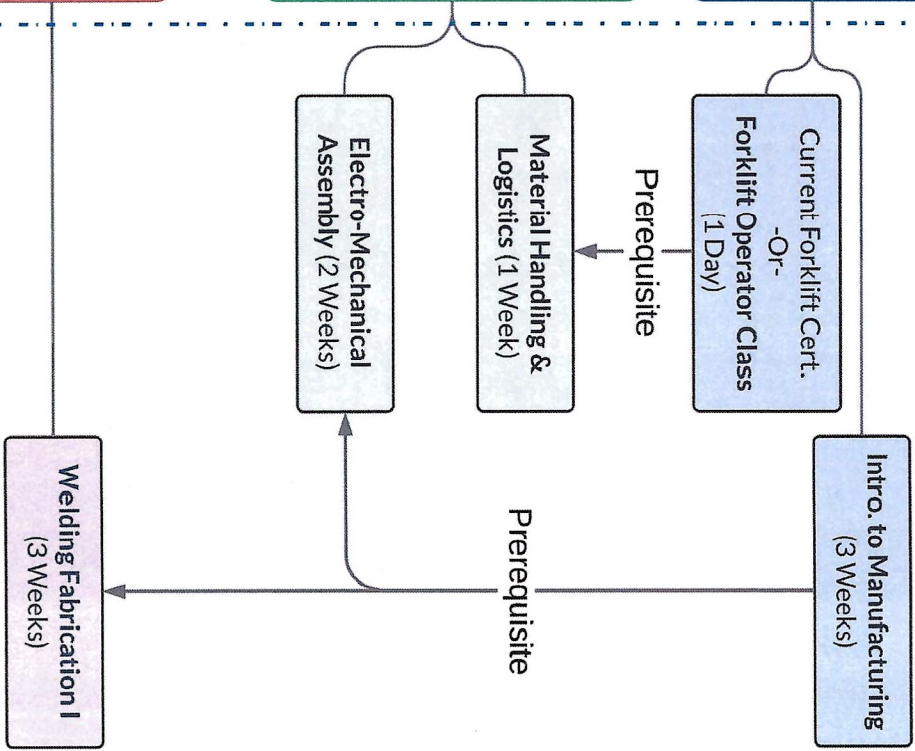 Current Forklift Cert.
-Or-
Forklift Operator Class
(1 Day)
Intro. to Manufacturing
(3 Weeks)
Prerequisite
Material Handling &
Logistics (1 Week)
Prerequisite
Electro-Mechanical
Assembly (2 Weeks)
Welding Fabrication I
(3 Weeks)